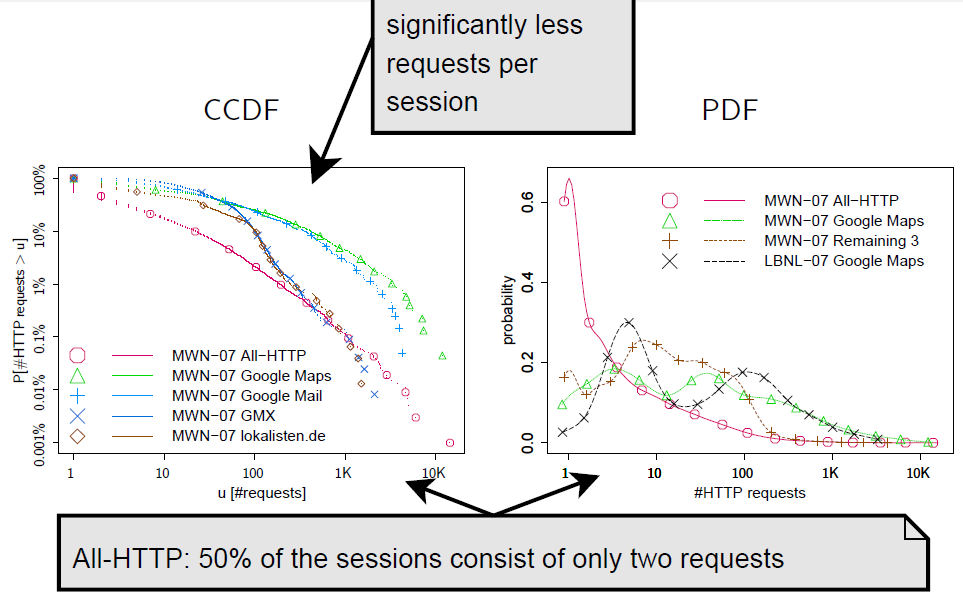 significantly less
requests per
session
CCDF
PDF
P[#HTTP requests > u]
100%
10%
1%
0.1%
0.01%
0.001%
MWN−07 All−HTTP
MWN−07 Google Maps
MWN−07 Google Mail
MWN−07 GMX
MWN−07 lokalisten.de
1
10
100
1K
10K
u [#requests]
probability
0.6
0.4
0.2
0.0
MWN−07 All−HTTP
MWN−07 Google Maps
MWN−07 Remaining 3
LBNL−07 Google Maps
1
10
100
1K
10K
#HTTP requests
All-HTTP: 50% of the sessions consist of only two requests